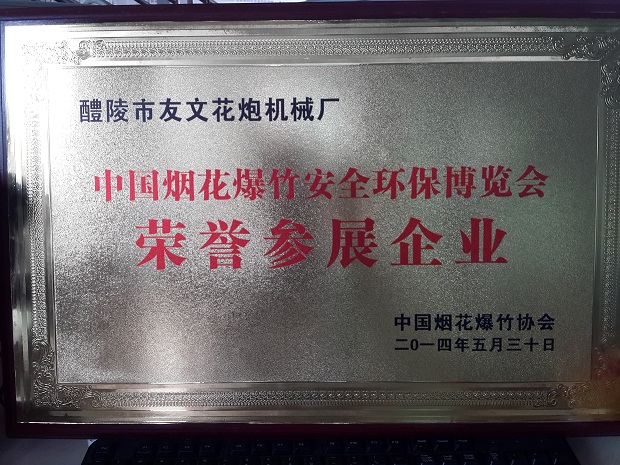 醴陵市友文花炮机械厂
中国烟花爆竹安全环保博览会
荣誉参展企业
中国烟花爆竹协会
二0一四年五月三十日